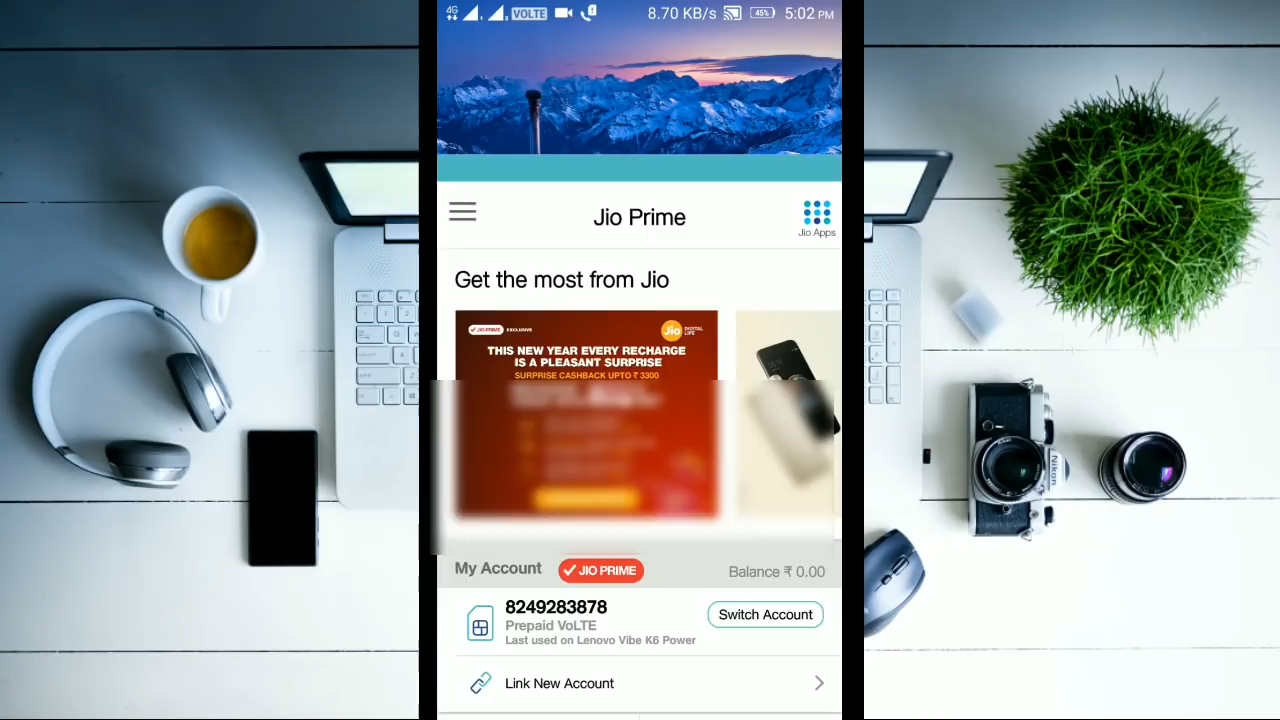 4G VOLTE 8.70 KB/s 45% 5:02 PM
Jio Prime
Jio Apps
Get the most from Jio
JIO PRIME EXCLUSIVE
Jio DIGITAL LIFE
THIS NEW YEAR EVERY RECHARGE
IS A PLEASANT SURPRISE
SURPRISE CASHBACK UPTO ₹ 3300
My Account JIO PRIME Balance ₹ 0.00
8249283878
Prepaid VoLTE
Last used on Lenovo Vibe K6 Power
Switch Account
Link New Account
Nikon